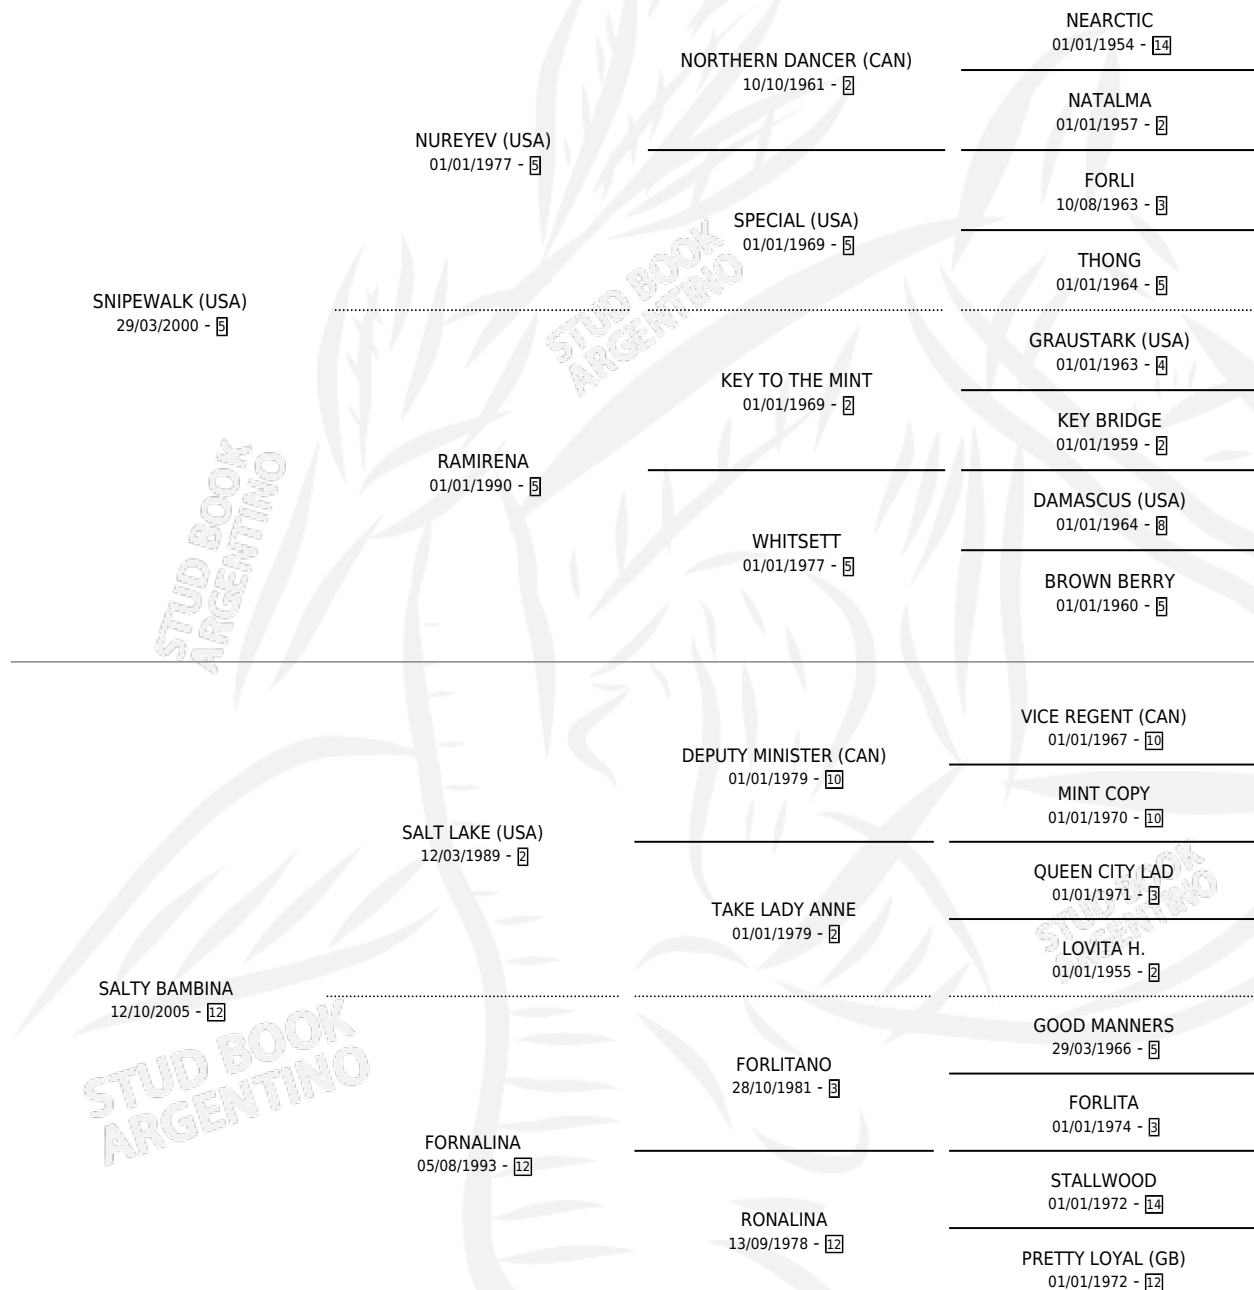 NEARCTIC
01/01/1954 - 14
NORTHERN DANCER (CAN)
10/10/1961 - 2
NATALMA
01/01/1957 - 2
NUREYEV (USA)
01/01/1977 - 5
FORLI
10/08/1963 - 3
SPECIAL (USA)
01/01/1969 - 5
THONG
01/01/1964 - 5
SNIPEWALK (USA)
29/03/2000 - 5
STUD BOOK
ARGENTINO
GRAUSTARK (USA)
01/01/1963 - 4
KEY TO THE MINT
01/01/1969 - 2
KEY BRIDGE
01/01/1959 - 2
RAMIRENA
01/01/1990 - 5
DAMASCUS (USA)
01/01/1964 - 8
WHITSETT
01/01/1977 - 5
BROWN BERRY
01/01/1960 - 5
STUD BOOK
ARGENTINO
VICE REGENT (CAN)
01/01/1967 - 10
DEPUTY MINISTER (CAN)
01/01/1979 - 10
MINT COPY
01/01/1970 - 10
SALT LAKE (USA)
12/03/1989 - 2
QUEEN CITY LAD
01/01/1971 - 3
TAKE LADY ANNE
01/01/1979 - 2
STUD BOOK
ARGENTINO
LOVITA H.
01/01/1955 - 2
SALTY BAMBINA
12/10/2005 - 12
STUD BOOK
ARGENTINO
GOOD MANNERS
29/03/1966 - 5
FORLITANO
28/10/1981 - 3
FORLITA
01/01/1974 - 3
FORNALINA
05/08/1993 - 12
STALLWOOD
01/01/1972 - 14
RONALINA
13/09/1978 - 12
PRETTY LOYAL (GB)
01/01/1972 - 12